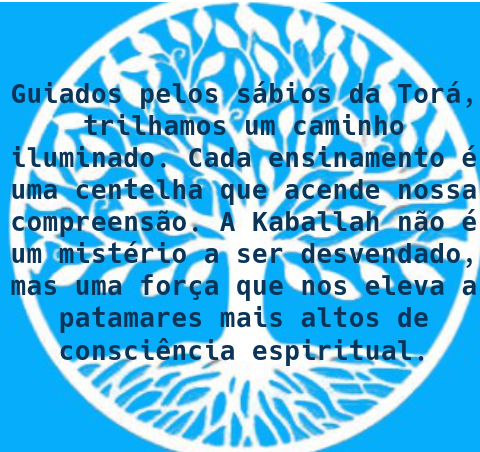 Guiados pelos sábios da Torá,
trilhamos um caminho
iluminado. Cada ensinamento é
uma centelha que acende nossa
compreensão. A Kaballah não é
um mistério a ser desvendado,
mas uma força que nos eleva a
patamares mais altos de
consciência espiritual.